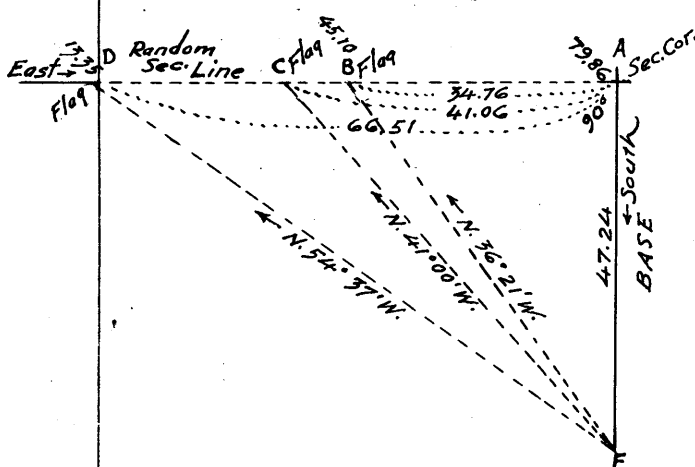 A
79.86
Sec. Cor.
45.10
D
Random
Sec. Line
East
C Flag
B Flag
Flag
34.76
41.06
66.51
90°
South
BASE
47.24
N. 36° 21' W.
N. 41° 00' W.
N. 54° 37' W.